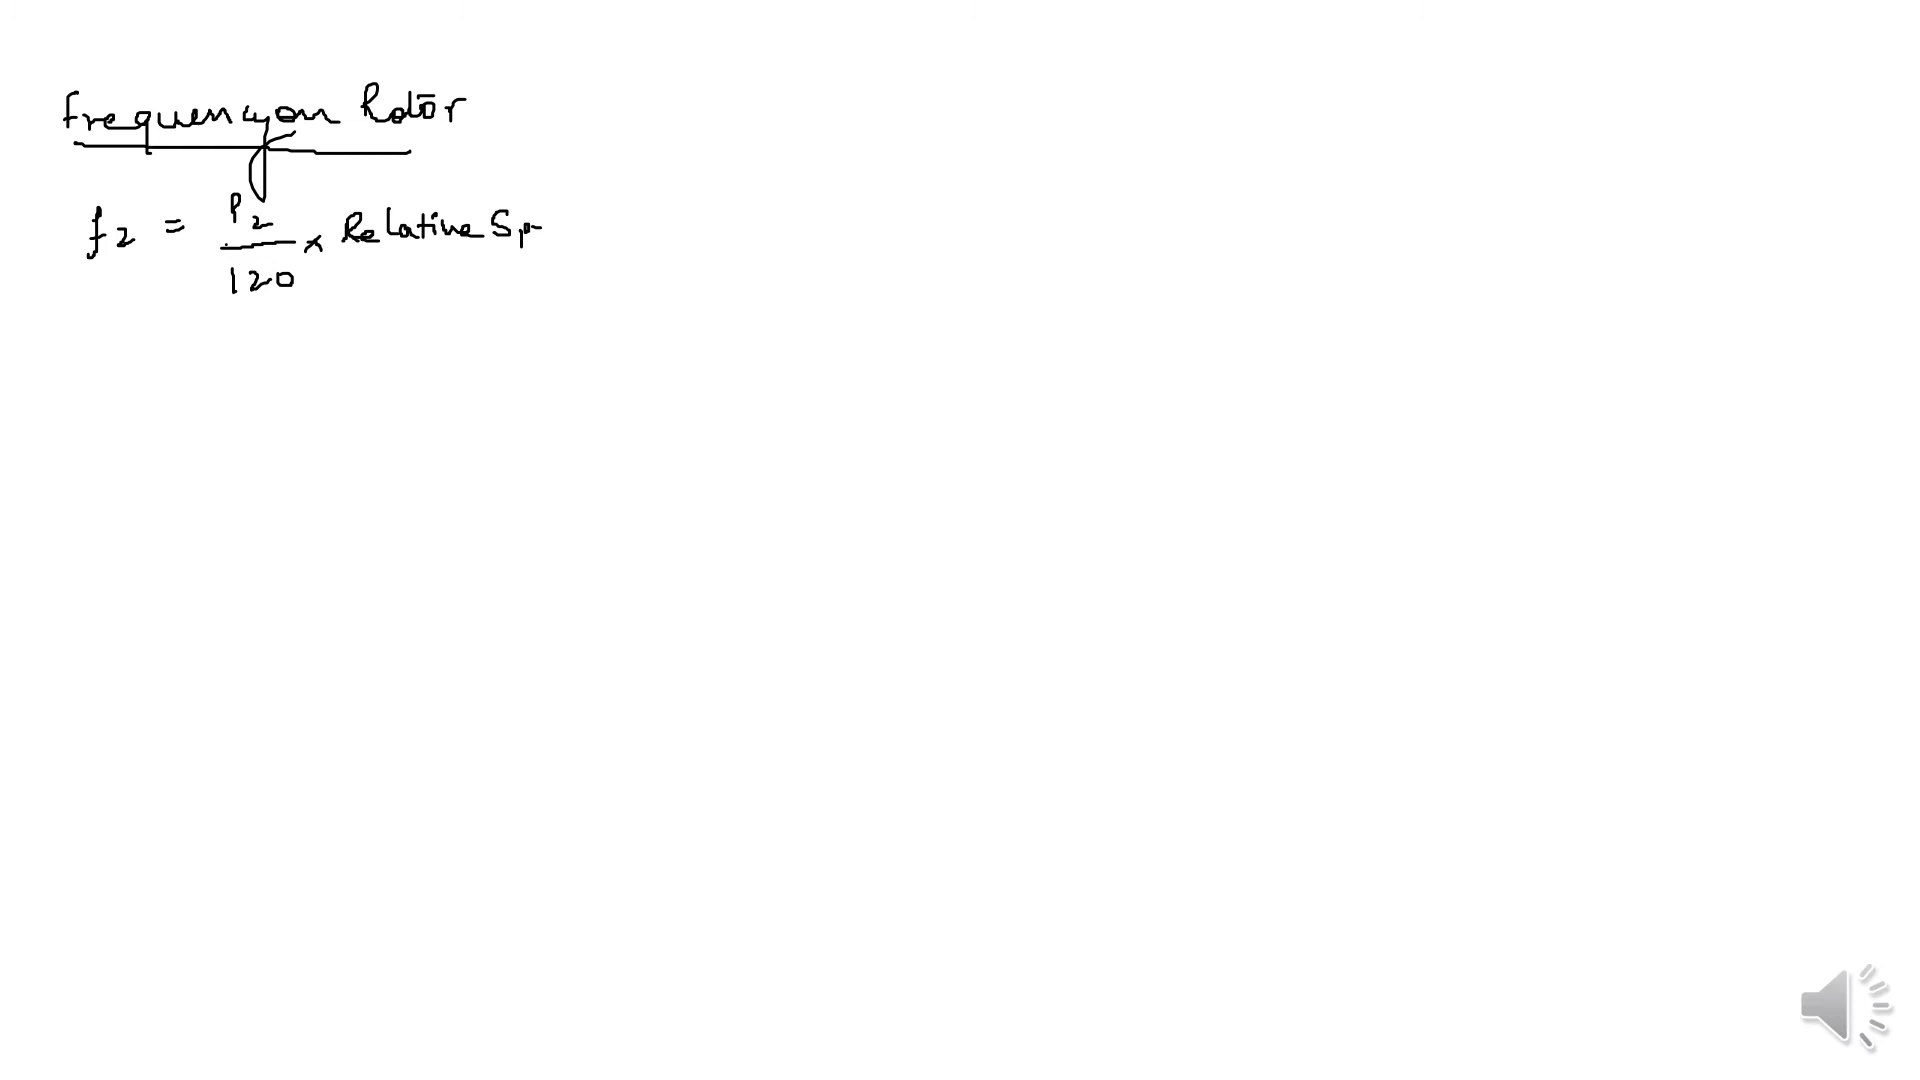 Frequency on Rotor
f2 = P2/120 × Relative Sp